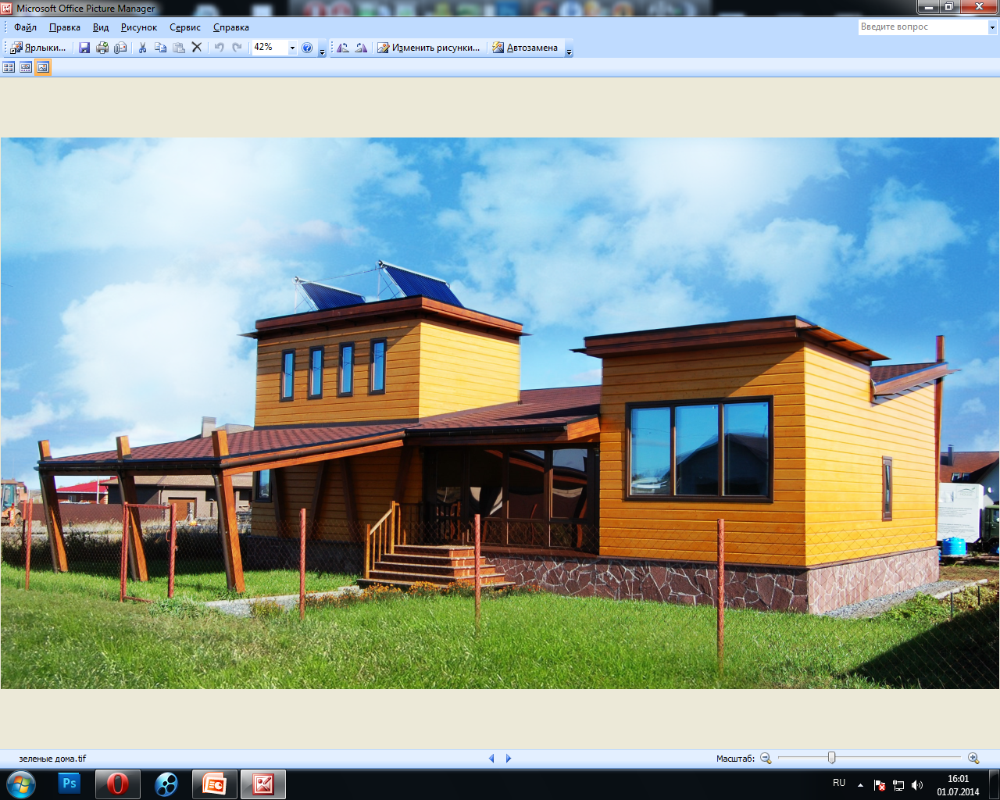 Microsoft Office Picture Manager
Файл Правка Вид Рисунок Сервис Справка
Введите вопрос
Ярлыки... 42% Изменить рисунки... Автозамена
зеленые дома.tif
Масштаб:
Ps
RU
16:01
01.07.2014